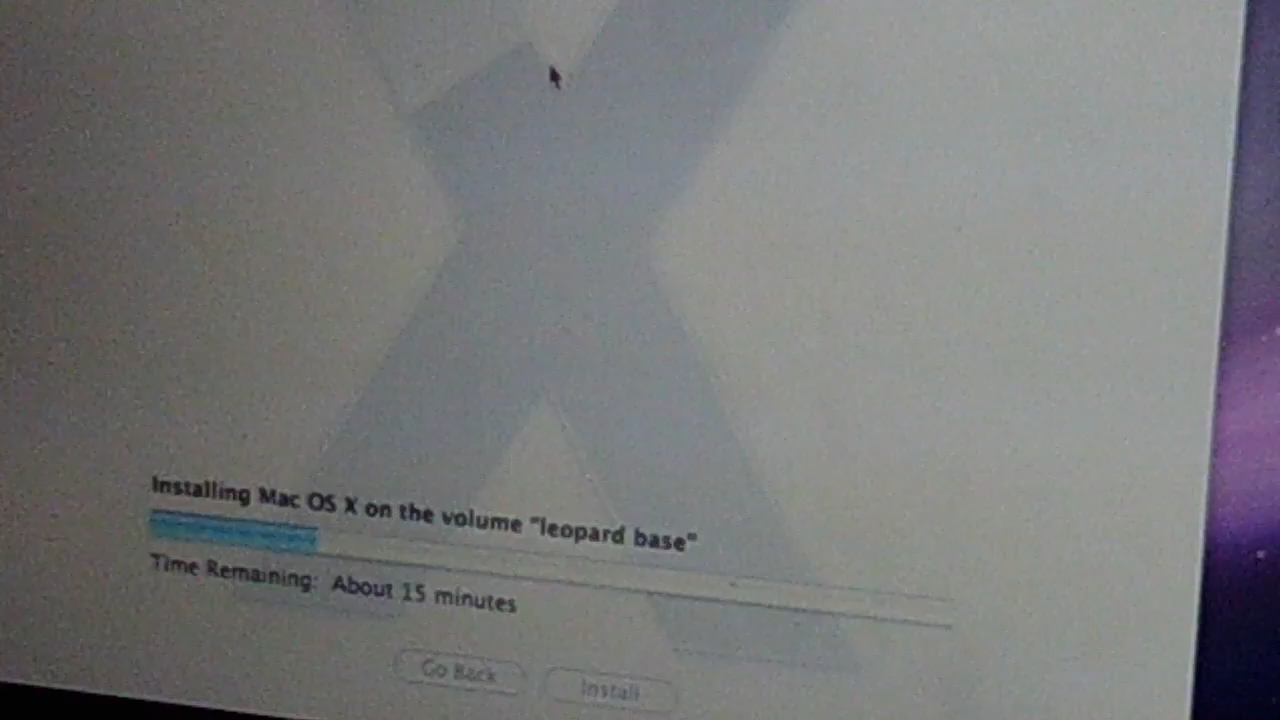 Installing Mac OS X on the volume "leopard base"
Time Remaining: About 15 minutes
Go Back
Install